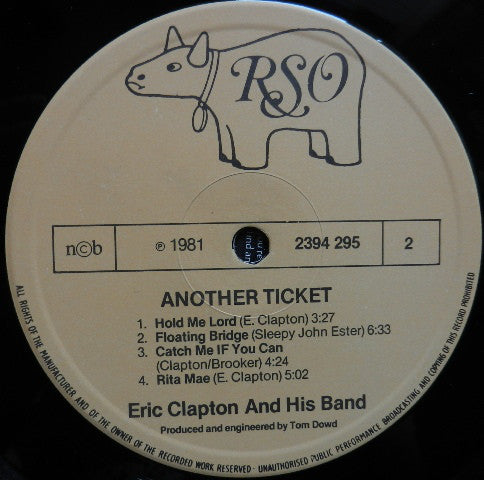 RSO
n©b
℗ 1981
2394 295
2
ANOTHER TICKET
1. Hold Me Lord (E. Clapton) 3:27
2. Floating Bridge (Sleepy John Ester) 6:33
3. Catch Me IF You Can
(Clapton/Brooker) 4:24
4. Rita Mae (E. Clapton) 5:02
Eric Clapton And His Band
Produced and engineered by Tom Dowd
ALL RIGHTS OF THE MANUFACTURER AND OF THE OWNER OF THE RECORDED WORK RESERVED · UNAUTHORISED PUBLIC PERFORMANCE BROADCASTING AND COPYING OF THIS RECORD PROHIBITED